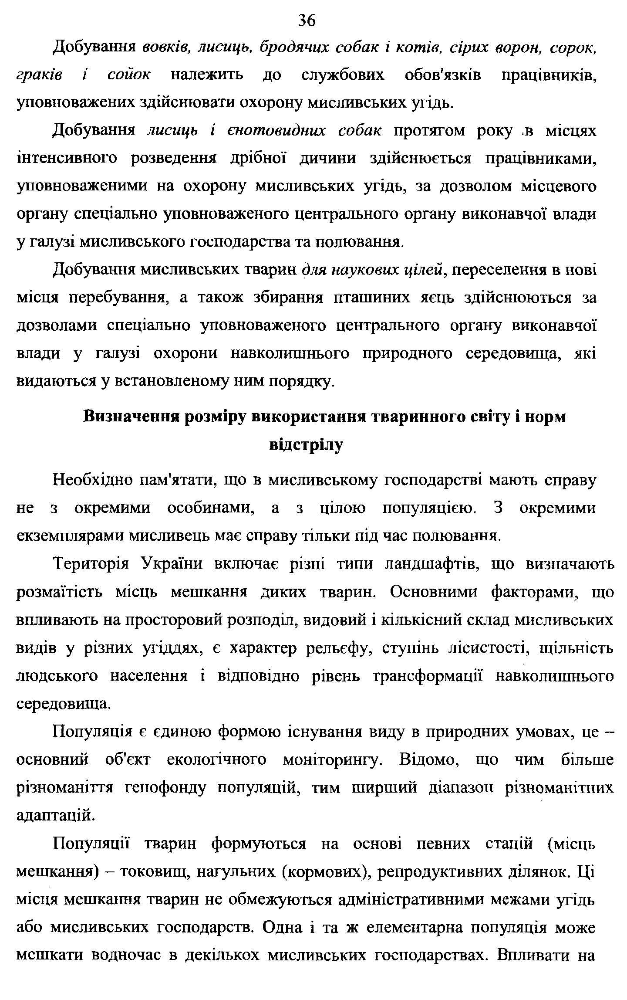 36
Добування вовків, лисиць, бродячих собак і котів, сірих ворон, сорок,
граків і сойок належить до службових обов'язків працівників,
уповноважених здійснювати охорону мисливських угідь.
Добування лисиць і єнотовидних собак протягом року в місцях
інтенсивного розведення дрібної дичини здійснюється працівниками,
уповноваженими на охорону мисливських угідь, за дозволом місцевого
органу спеціально уповноваженого центрального органу виконавчої влади
у галузі мисливського господарства та полювання.
Добування мисливських тварин для наукових цілей, переселення в нові
місця перебування, а також збирання пташиних яєць здійснюються за
дозволами спеціально уповноваженого центрального органу виконавчої
влади у галузі охорони навколишнього природного середовища, які
видаються у встановленому ним порядку.
Визначення розміру використання тваринного світу і норм
відстрілу
Необхідно пам'ятати, що в мисливському господарстві мають справу
не з окремими особинами, а з цілою популяцією. З окремими
екземплярами мисливець має справу тільки під час полювання.
Територія України включає різні типи ландшафтів, що визначають
розмаїтість місць мешкання диких тварин. Основними факторами, що
впливають на просторовий розподіл, видовий і кількісний склад мисливських
видів у різних угіддях, є характер рельєфу, ступінь лісистості, щільність
людського населення і відповідно рівень трансформації навколишнього
середовища.
Популяція є єдиною формою існування виду в природних умовах, це –
основний об'єкт екологічного моніторингу. Відомо, що чим більше
різноманіття генофонду популяцій, тим ширший діапазон різноманітних
адаптацій.
Популяції тварин формуються на основі певних стацій (місць
мешкання) – токовищ, нагульних (кормових), репродуктивних ділянок. Ці
місця мешкання тварин не обмежуються адміністративними межами угідь
або мисливських господарств. Одна і та ж елементарна популяція може
мешкати водночас в декількох мисливських господарствах. Впливати на